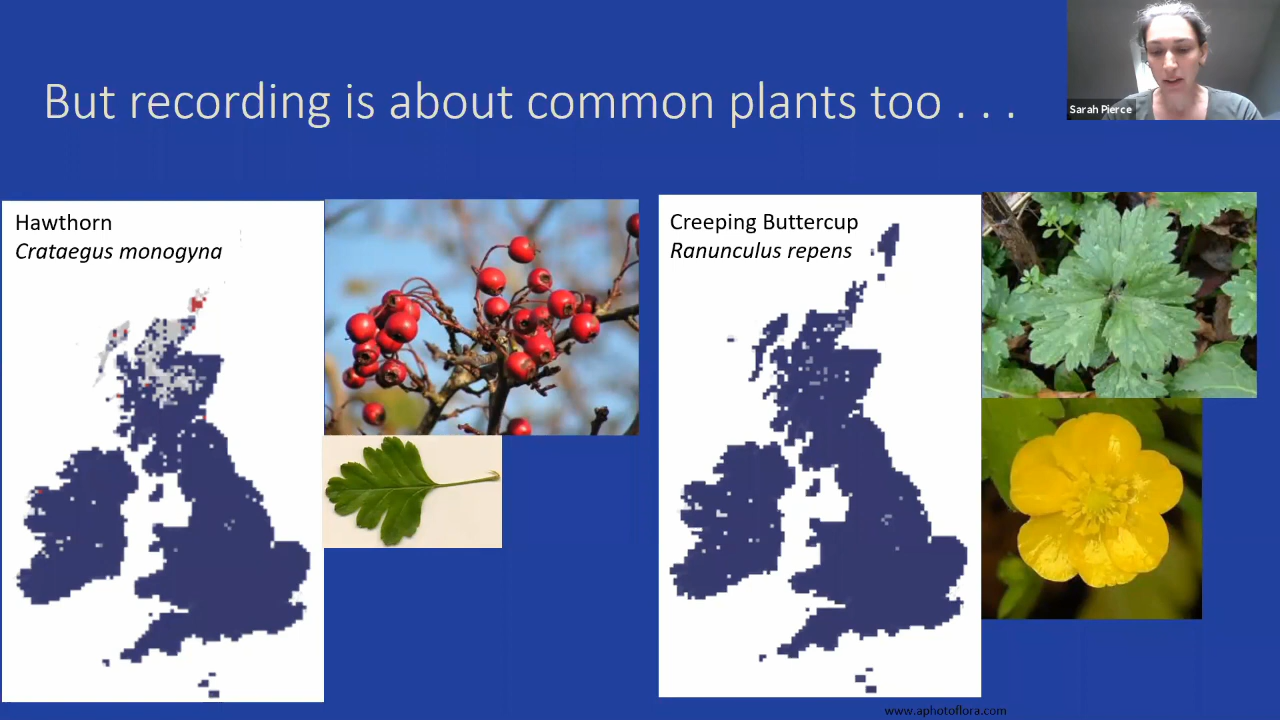 But recording is about common plants too . . .
Sarah Pierce
Hawthorn
Crataegus monogyna
Creeping Buttercup
Ranunculus repens
www.aphotoflora.com